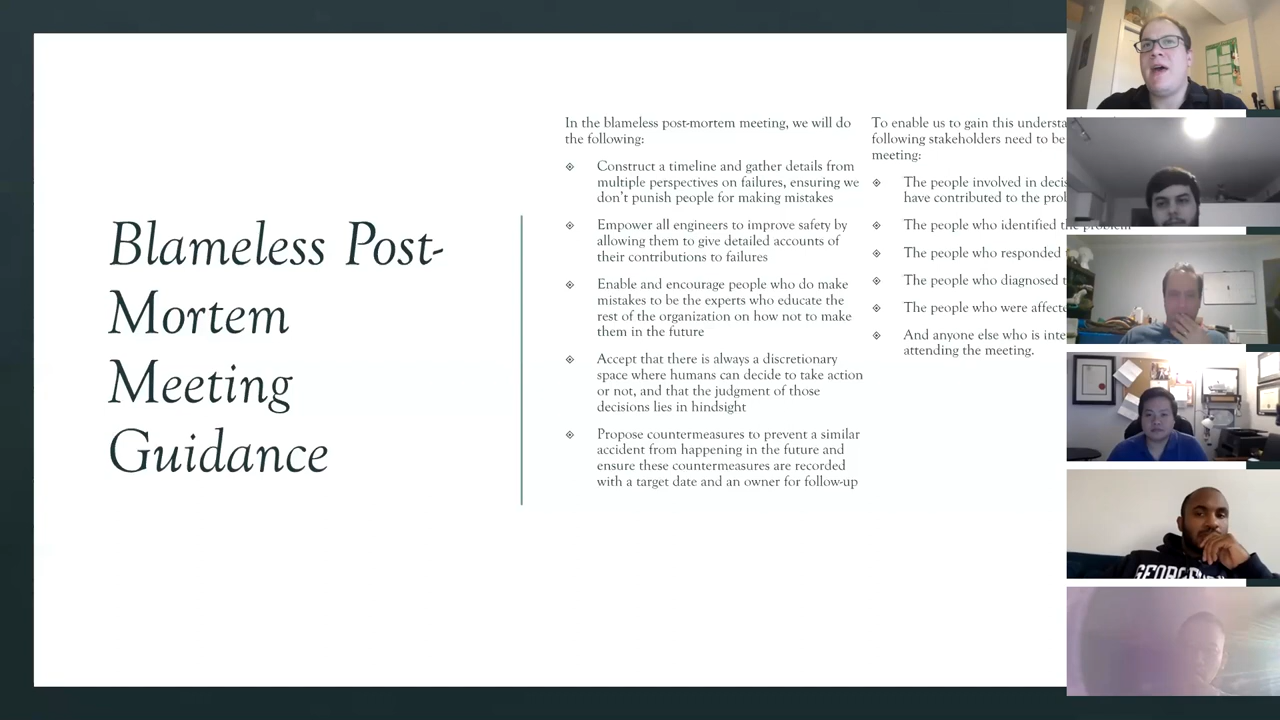 Blameless Post-
Mortem
Meeting
Guidance
In the blameless post-mortem meeting, we will do
the following:
Construct a timeline and gather details from
multiple perspectives on failures, ensuring we
don't punish people for making mistakes
Empower all engineers to improve safety by
allowing them to give detailed accounts of
their contributions to failures
Enable and encourage people who do make
mistakes to be the experts who educate the
rest of the organization on how not to make
them in the future
Accept that there is always a discretionary
space where humans can decide to take action
or not, and that the judgment of those
decisions lies in hindsight
Propose countermeasures to prevent a similar
accident from happening in the future and
ensure these countermeasures are recorded
with a target date and an owner for follow-up
To enable us to gain this
following stakeholders need to be
meeting:
The people involved in
have contributed to the
The people who identified the problem
The people who responded
The people who diagnosed
The people who were
And anyone else who is
attending the meeting.